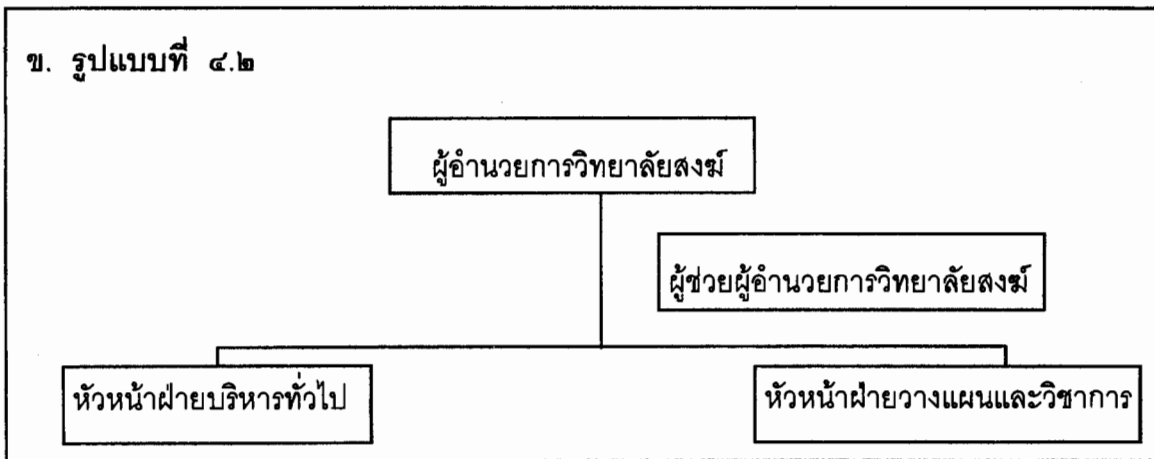 ข. รูปแบบที่ ๔.๒
ผู้อำนวยการวิทยาลัยสงฆ์
ผู้ช่วยผู้อำนวยการวิทยาลัยสงฆ์
หัวหน้าฝ่ายบริหารทั่วไป
หัวหน้าฝ่ายวางแผนและวิชาการ